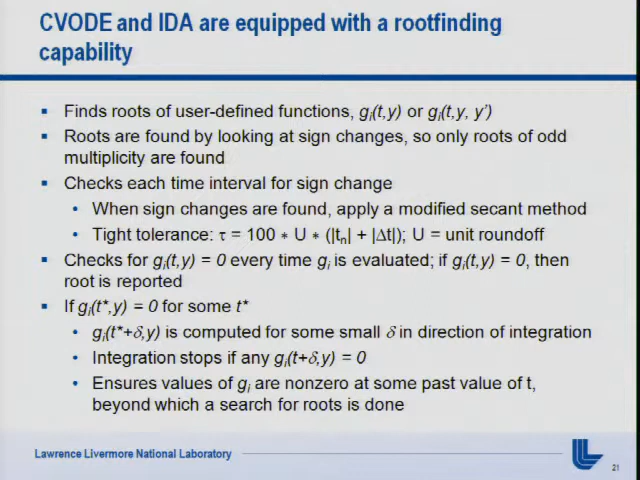 CVODE and IDA are equipped with a rootfinding
capability
▪ Finds roots of user-defined functions, gᵢ(t,y) or gᵢ(t,y, y')
▪ Roots are found by looking at sign changes, so only roots of odd
multiplicity are found
▪ Checks each time interval for sign change
• When sign changes are found, apply a modified secant method
• Tight tolerance: τ = 100 * U * (|tₙ| + |Δt|); U = unit roundoff
▪ Checks for gᵢ(t,y) = 0 every time gᵢ is evaluated; if gᵢ(t,y) = 0, then
root is reported
▪ If gᵢ(t*,y) = 0 for some t*
• gᵢ(t*+δ,y) is computed for some small δ in direction of integration
• Integration stops if any gᵢ(t+δ,y) = 0
• Ensures values of gᵢ are nonzero at some past value of t,
beyond which a search for roots is done
Lawrence Livermore National Laboratory
21